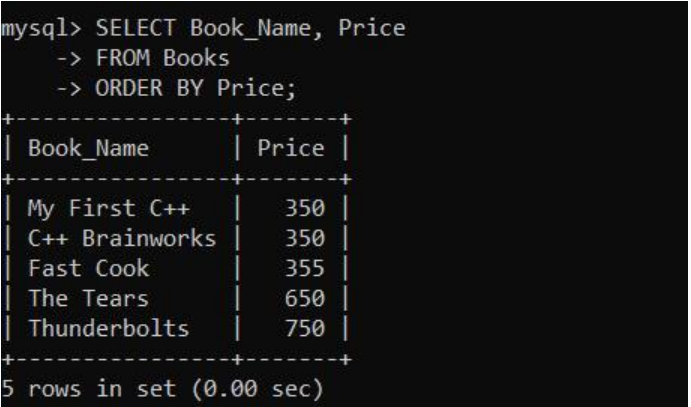 mysql> SELECT Book_Name, Price
    -> FROM Books
    -> ORDER BY Price;
+----------------+-------+
| Book_Name      | Price |
+----------------+-------+
| My First C++   |   350 |
| C++ Brainworks |   350 |
| Fast Cook      |   355 |
| The Tears      |   650 |
| Thunderbolts   |   750 |
+----------------+-------+
5 rows in set (0.00 sec)